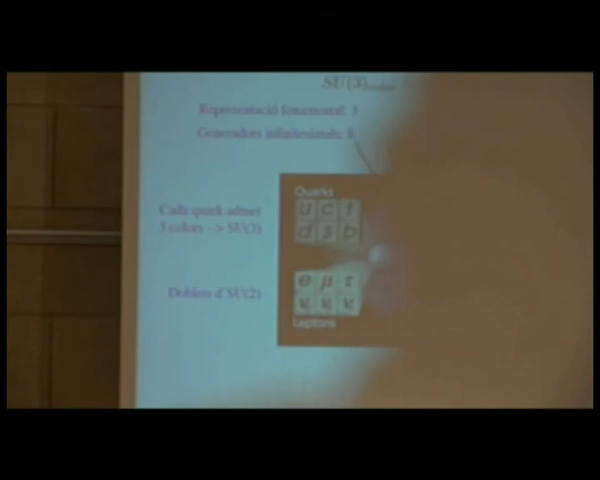 SU(3)
Representació fonamental: 3
Generadors infinitesimals: 8
Quarks
u c t
d s b
Cada quark admet
3 colors --> SU(3)
e μ τ
Doblets d'SU(2)
Leptons